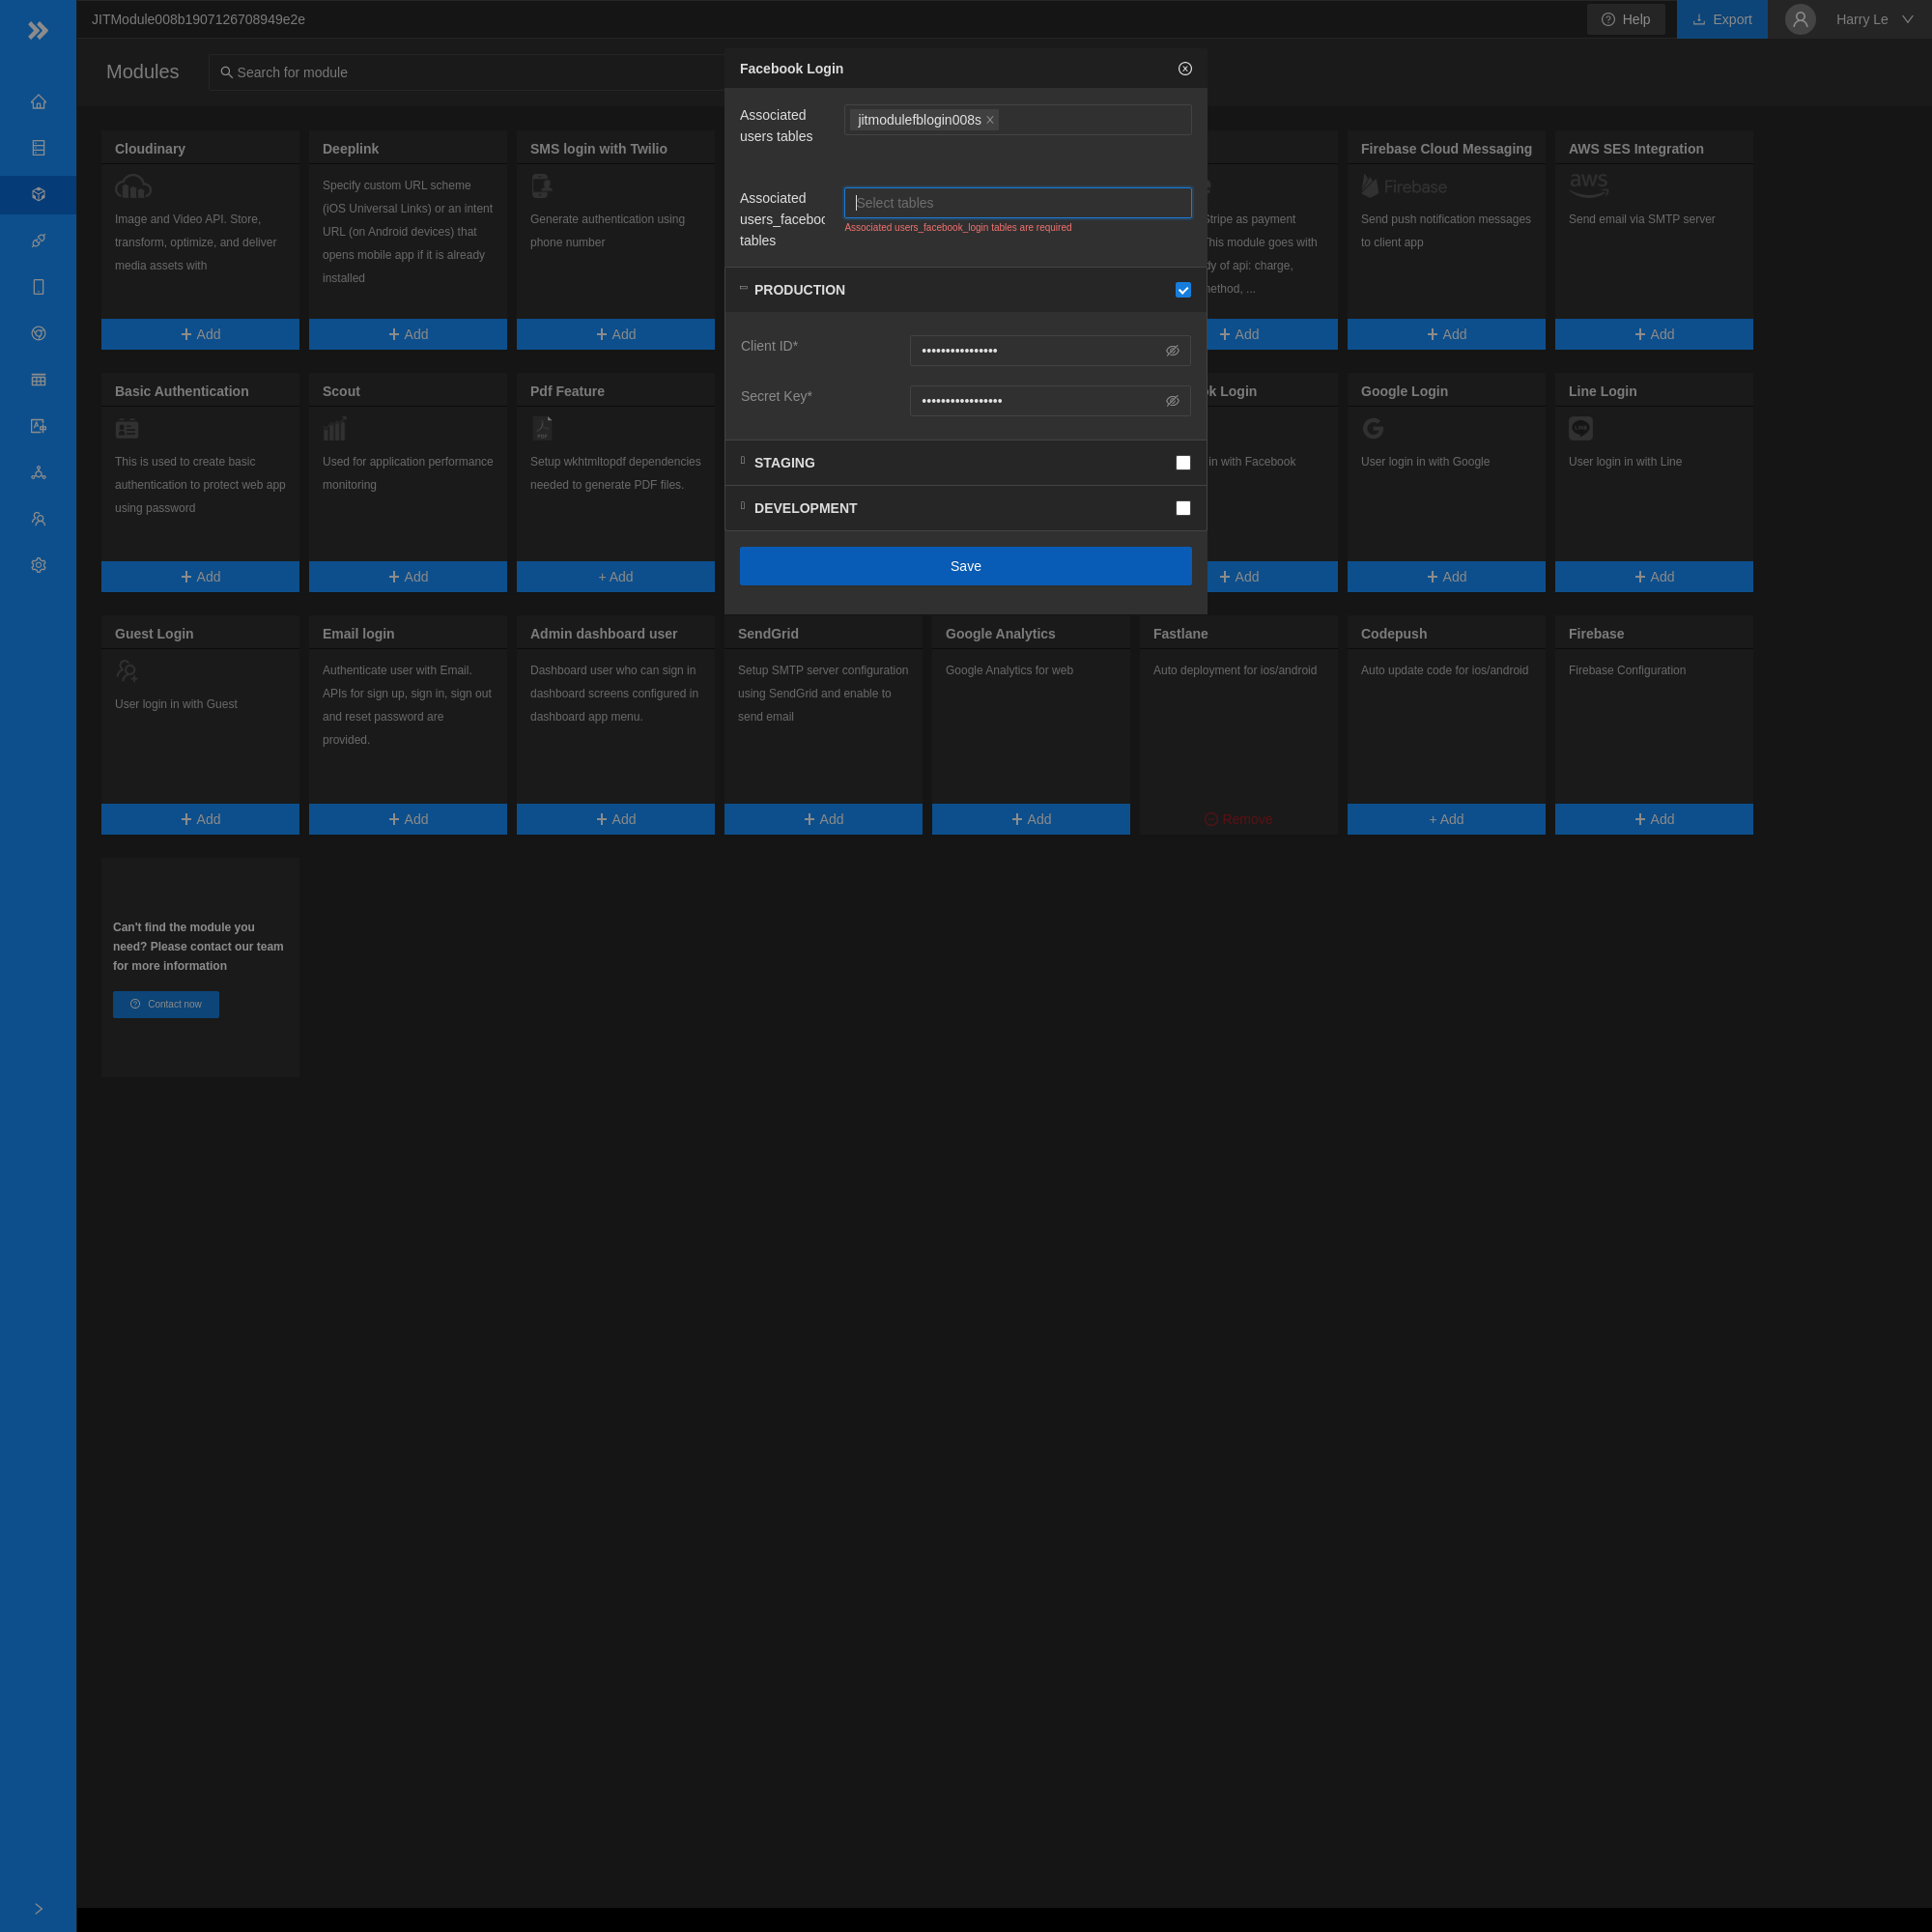 JITModule008b1907126708949e2e
Help
Export
Harry Le
Modules
Search for module
Facebook Login
Associated
users tables
jitmodulefblogin008s
Associated
users_faceboo
tables
Select tables
Associated users_facebook_login tables are required
PRODUCTION
Client ID*
••••••••••••••••
Secret Key*
•••••••••••••••••
STAGING
DEVELOPMENT
Save
Cloudinary
Image and Video API. Store,
transform, optimize, and deliver
media assets with
Add
Deeplink
Specify custom URL scheme
(iOS Universal Links) or an intent
URL (on Android devices) that
opens mobile app if it is already
installed
Add
SMS login with Twilio
Generate authentication using
phone number
Add
Stripe as payment
This module goes with
dy of api: charge,
method, ...
Add
Firebase Cloud Messaging
Firebase
Send push notification messages
to client app
Add
AWS SES Integration
aws
Send email via SMTP server
Add
Basic Authentication
This is used to create basic
authentication to protect web app
using password
Add
Scout
Used for application performance
monitoring
Add
Pdf Feature
PDF
Setup wkhtmltopdf dependencies
needed to generate PDF files.
+ Add
ok Login
in with Facebook
Add
Google Login
User login in with Google
Add
Line Login
LINE
User login in with Line
Add
Guest Login
User login in with Guest
Add
Email login
Authenticate user with Email.
APIs for sign up, sign in, sign out
and reset password are
provided.
Add
Admin dashboard user
Dashboard user who can sign in
dashboard screens configured in
dashboard app menu.
Add
SendGrid
Setup SMTP server configuration
using SendGrid and enable to
send email
Add
Google Analytics
Google Analytics for web
Add
Fastlane
Auto deployment for ios/android
Remove
Codepush
Auto update code for ios/android
+ Add
Firebase
Firebase Configuration
Add
Can't find the module you
need? Please contact our team
for more information
Contact now